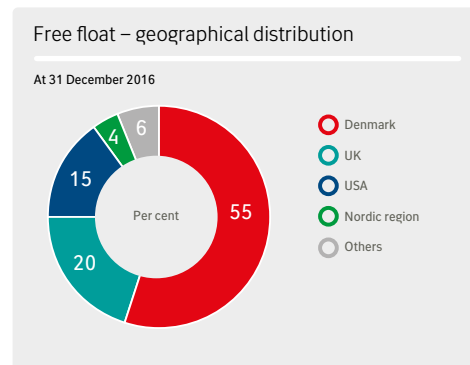 Free float – geographical distribution
At 31 December 2016
6
4
15
55
20
Per cent
Denmark
UK
USA
Nordic region
Others